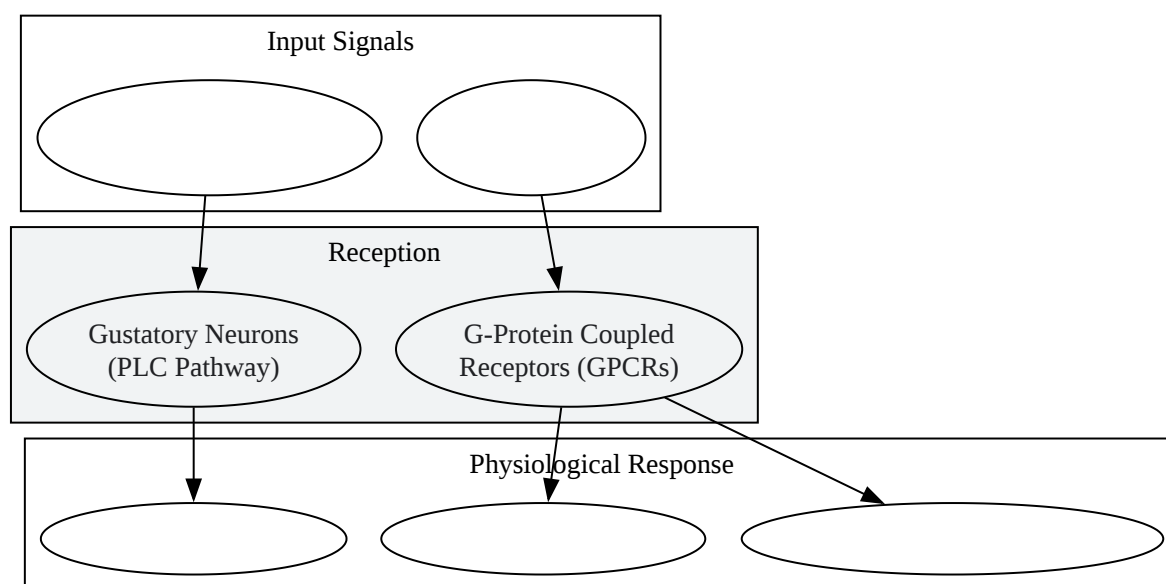 Input Signals
Reception
Gustatory Neurons
(PLC Pathway)
G-Protein Coupled
Receptors (GPCRs)
Physiological Response